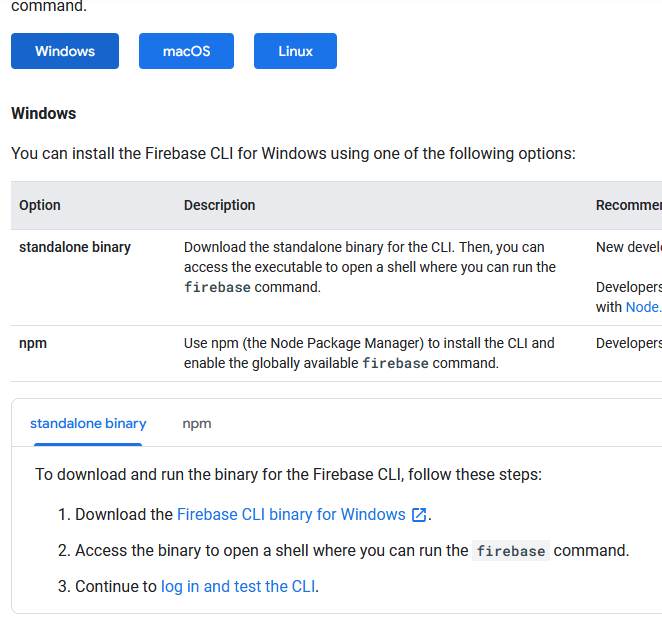 command.
Windows
macOS
Linux
Windows
You can install the Firebase CLI for Windows using one of the following options:
Option Description
standalone binary Download the standalone binary for the CLI. Then, you can New
access the executable to open a shell where you can run the
firebase command. Developers
with Node.
npm Use npm (the Node Package Manager) to install the CLI and Developers
enable the globally available firebase command.
standalone binary npm
To download and run the binary for the Firebase CLI, follow these steps:
1. Download the Firebase CLI binary for Windows.
2. Access the binary to open a shell where you can run the firebase command.
3. Continue to log in and test the CLI.